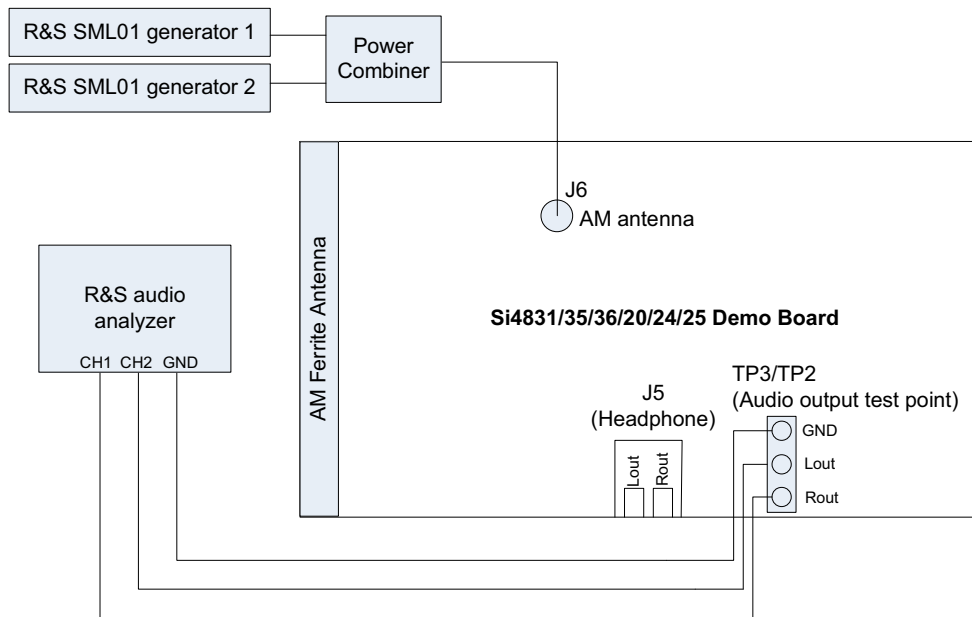 R&S SML01 generator 1
R&S SML01 generator 2
Power
Combiner
J6
AM antenna
AM Ferrite Antenna
R&S audio
analyzer
CH1 CH2 GND
Si4831/35/36/20/24/25 Demo Board
J5
(Headphone)
Lout
Rout
TP3/TP2
(Audio output test point)
GND
Lout
Rout